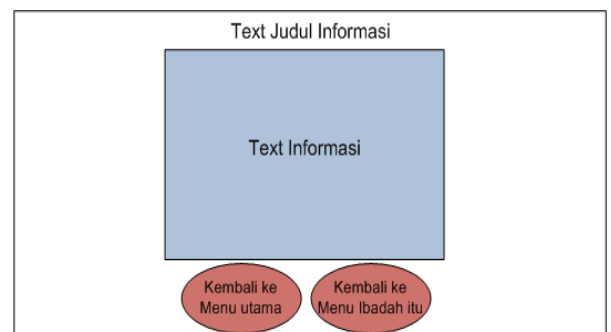 Text Judul Informasi
Text Informasi
Kembali ke
Menu utama
Kembali ke
Menu Ibadah itu